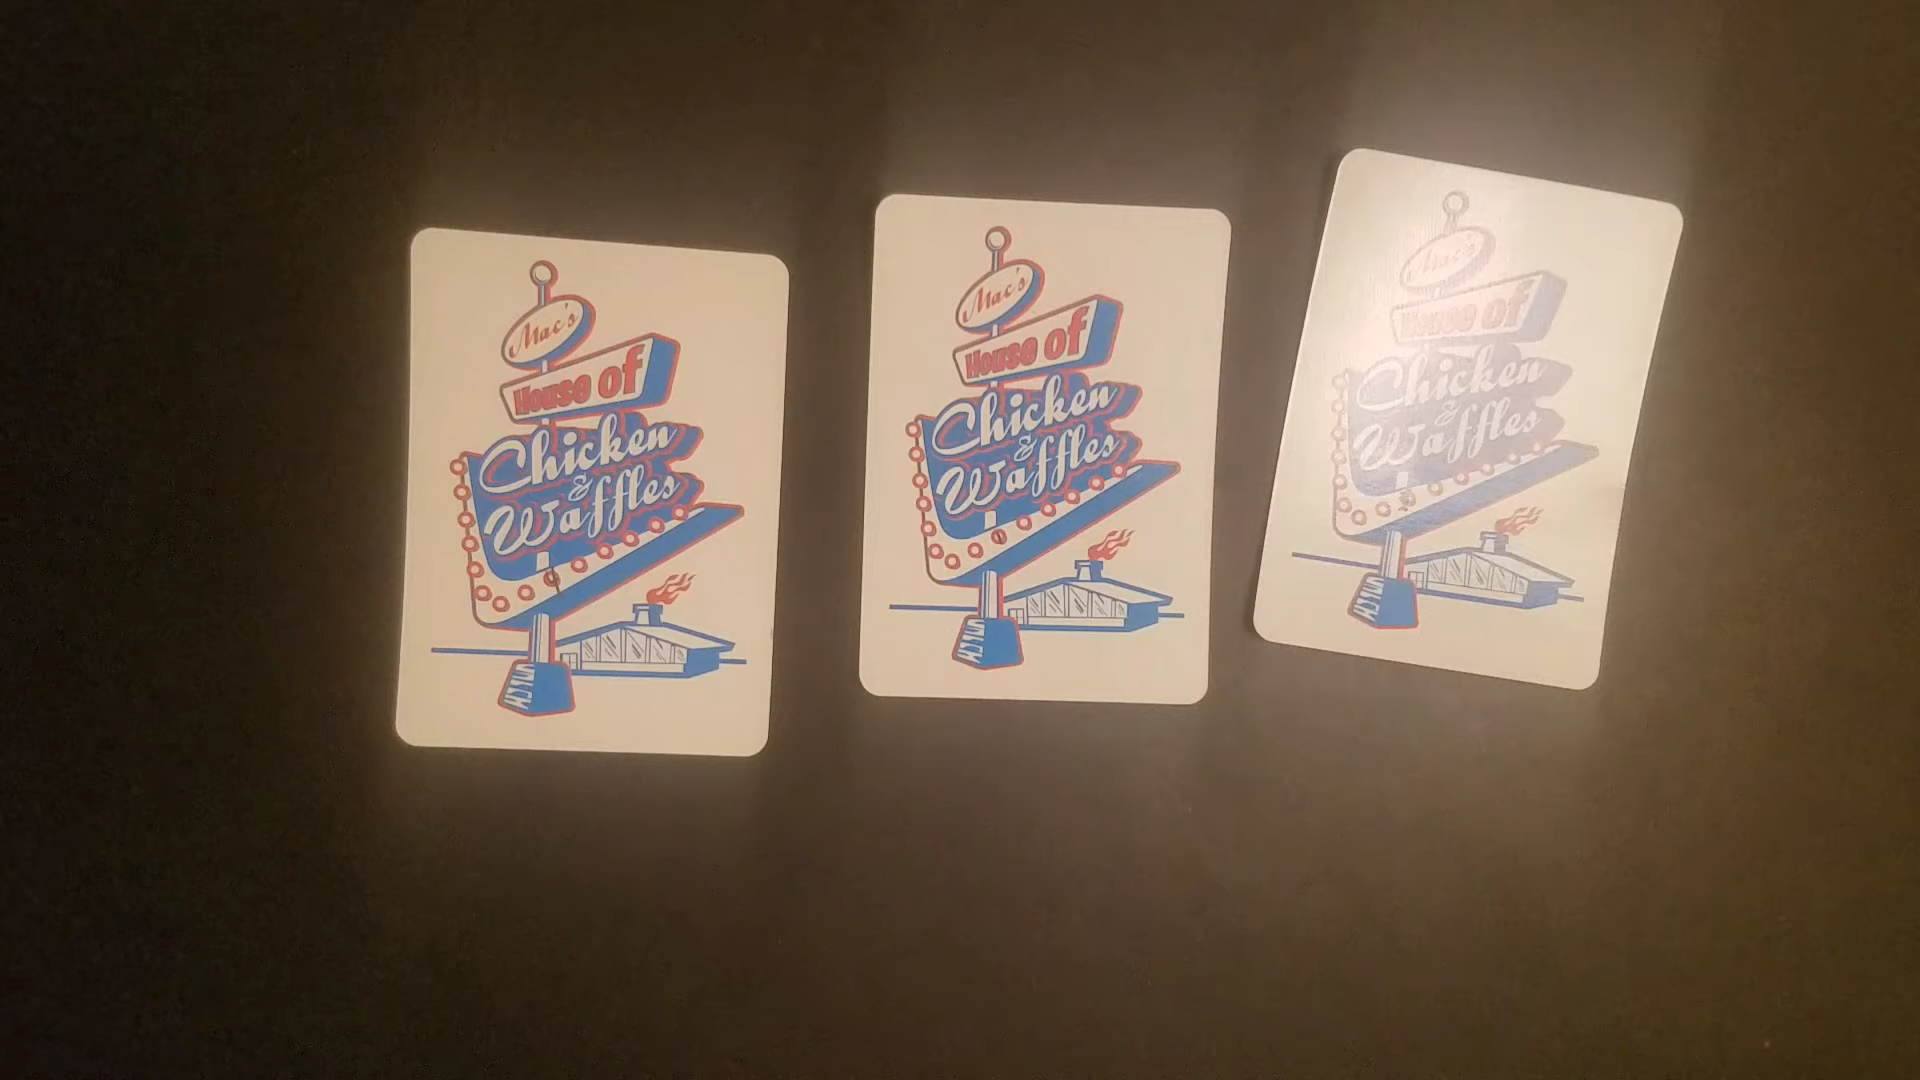 Mac's
House of
Chicken
&
Waffles
Mac's
House of
Chicken
&
Waffles
Mac's
House of
Chicken
&
Waffles